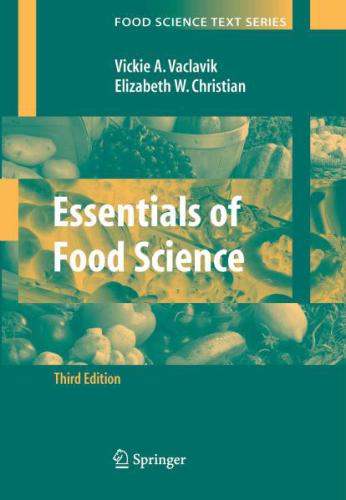 FOOD SCIENCE TEXT SERIES
Vickie A. Vaclavik
Elizabeth W. Christian
Essentials of
Food Science
Third Edition
Springer